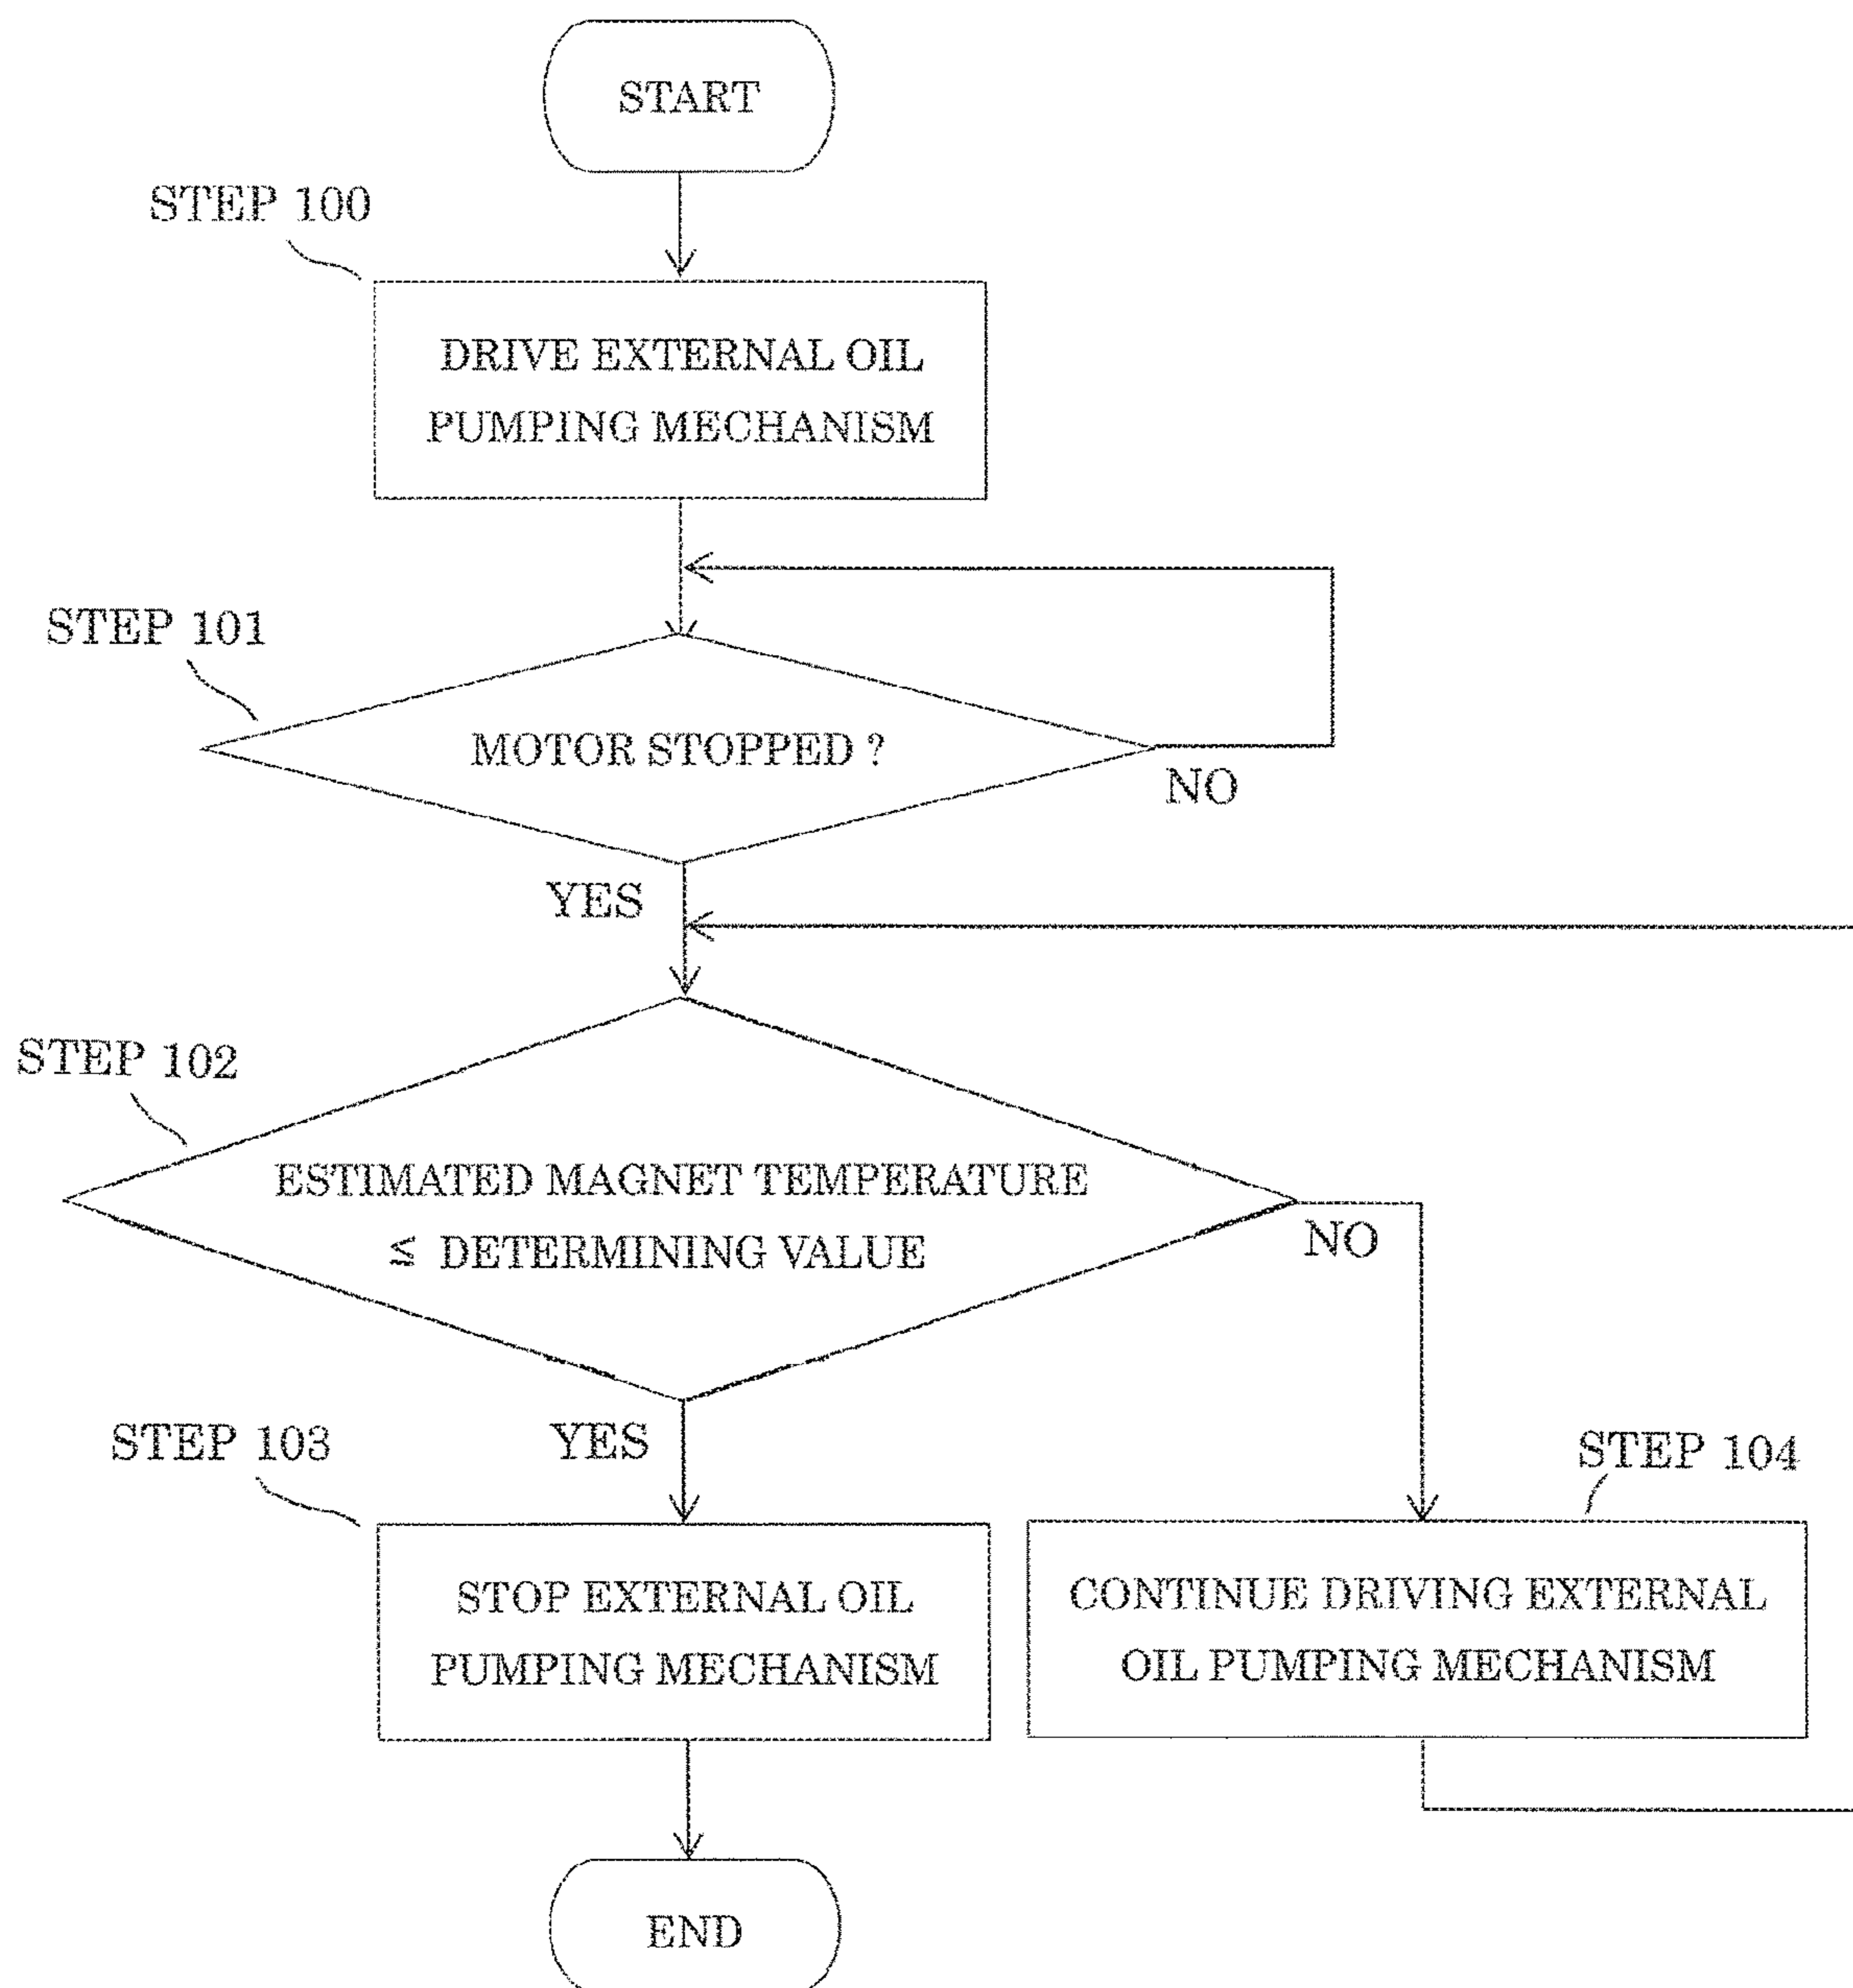 START
STEP 100
DRIVE EXTERNAL OIL
PUMPING MECHANISM
STEP 101
MOTOR STOPPED ?
NO
YES
STEP 102
ESTIMATED MAGNET TEMPERATURE
≤ DETERMINING VALUE
NO
YES
STEP 103
STEP 104
STOP EXTERNAL OIL
PUMPING MECHANISM
CONTINUE DRIVING EXTERNAL
OIL PUMPING MECHANISM
END